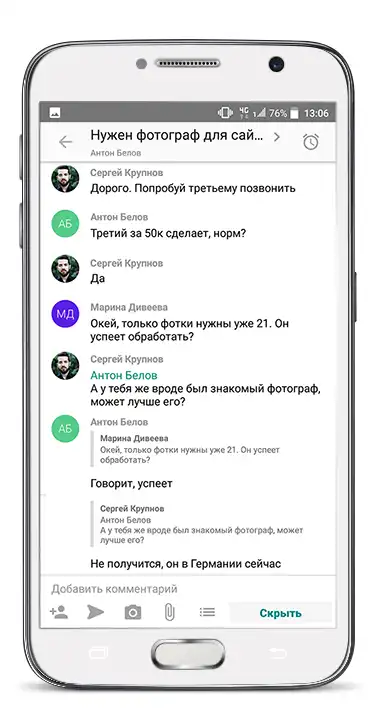 76% 13:06
Нужен фотограф для сай...
Антон Белов
Сергей Крупнов
Дорого. Попробуй третьему позвонить
АБ
Антон Белов
Третий за 50к сделает, норм?
Сергей Крупнов
Да
МД
Марина Дивеева
Окей, только фотки нужны уже 21. Он
успеет обработать?
Сергей Крупнов
Антон Белов
А у тебя же вроде был знакомый фотограф,
может лучше его?
АБ
Антон Белов
Марина Дивеева
Окей, только фотки нужны уже 21. Он успеет
обработать?
Говорит, успеет
Сергей Крупнов
Антон Белов
А у тебя же вроде был знакомый фотограф, может
лучше его?
Не получится, он в Германии сейчас
Добавить комментарий
Скрыть